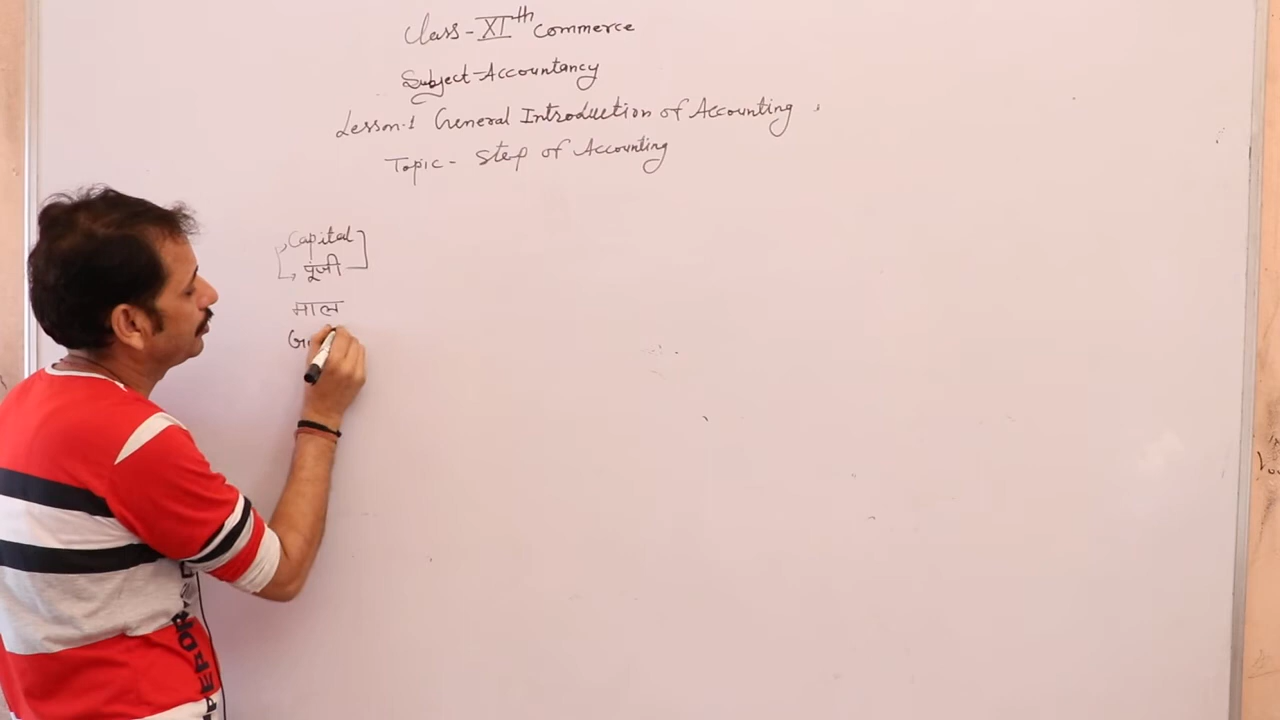 Class-XIth Commerce
Subject-Accountancy
Lesson.1 General Introduction of Accounting
Topic- Step of Accounting
Capital
पूंजी
माल